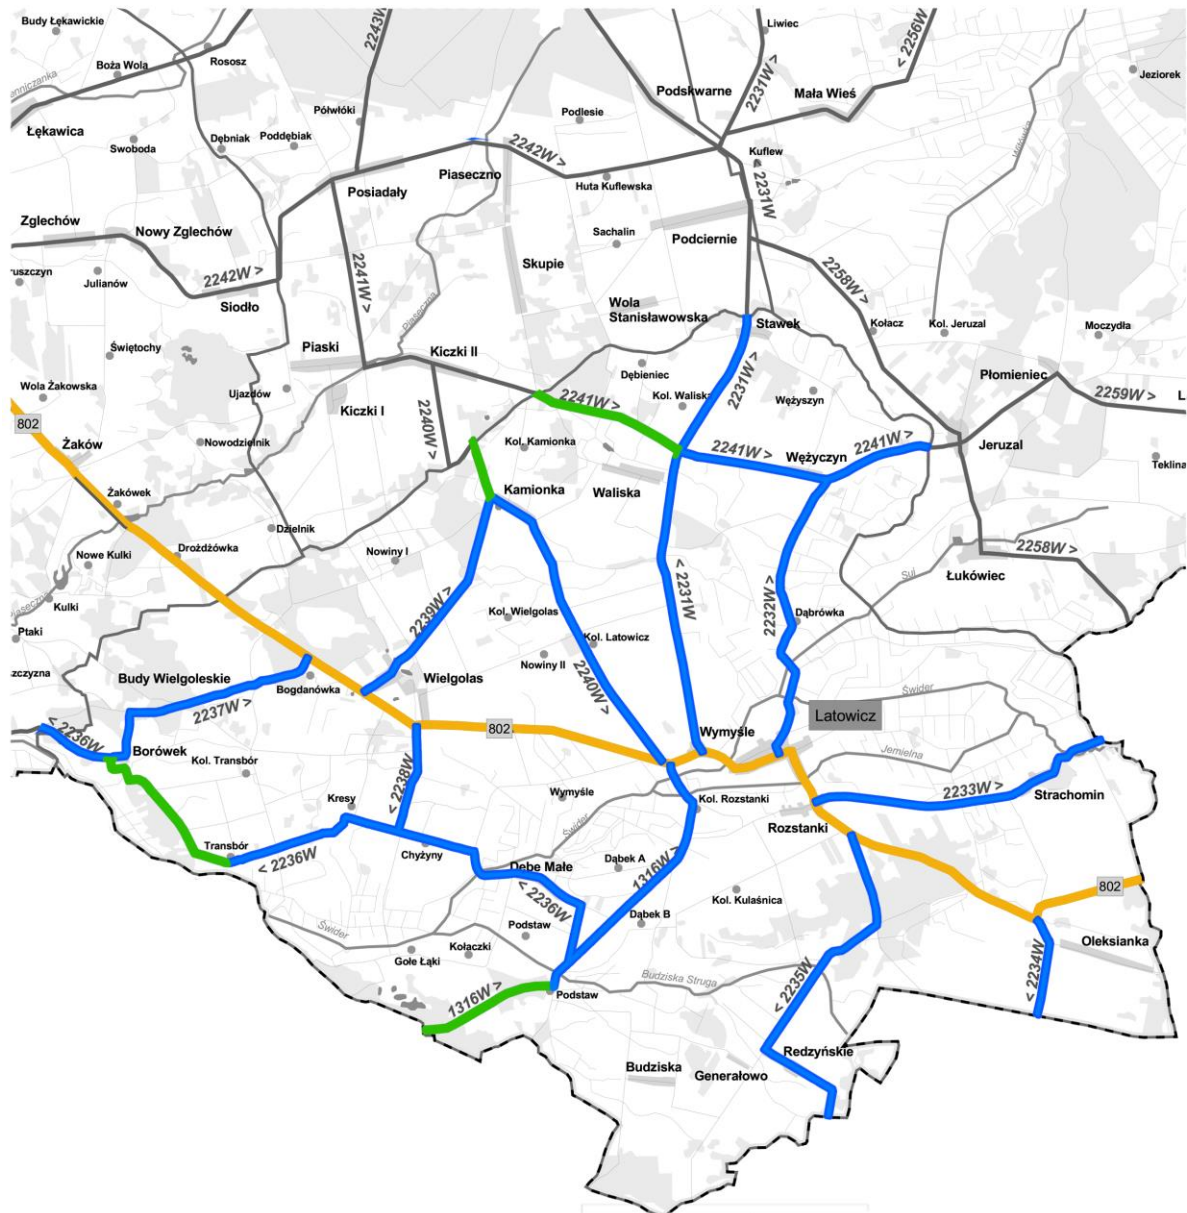 Budy Łękawickie
2243W
Liwiec
< 2256W
Rososz
Boża Wola
Jeziorek
2231W >
Podskwarne
Mała Wieś
Półwłóki
Podlesie
Łękawica
Swoboda
Dębniak
Poddębiak
2242W >
Kuflew
< 2231W
Piaseczno
Posiadały
Huta Kuflewska
Zglechów
Nowy Zglechów
Sachalin
Podciernie
2242W >
Julianów
2241W >
Skupie
2258W >
Siodło
Piaseczna
Wola
Stanisławowska
Stawek
Kołacz
Kol. Jeruzal
Moczydła
Świętochy
Piaski
Kiczki II
Dębieniec
2231W >
Płomieniec
2259W >
Wola Żakowska
Ujazdów
Kiczki I
2240W >
2241W >
Kol. Waliska
Wężyszyn
802
Żaków
Nowodzielnik
Kol. Kamionka
2241W >
Wężyczyn
2241W >
Jeruzal
Teklina
Waliska
Kamionka
Żakówek
Dzielnik
Nowe Kulki
Drożdżówka
Nowiny I
2258W >
Łukówiec
Suj
Piaseczna
Kulki
2239W >
Kol. Wielgolas
< 2231W
2232W >
Dąbrówka
Ptaki
Kol. Latowicz
Nowiny II
Budy Wielgoleskie
Wielgolas
2240W >
Bogdanówka
Świder
2237W >
802
Latowicz
< 2236W
Wymyśle
Borówek
Jemielna
Kol. Transbór
< 2238W
2233W >
Strachomin
Kresy
Wymyśle
Kol. Rozstanki
Rozstanki
Świder
Transbór
< 2236W
Chyżyny
Dębe Małe
Dąbek A
1316W >
< 2236W
Kol. Kulaśnica
802
Świder
Podstaw
Dąbek B
Kołaczki
Gołe Łąki
Oleksianka
< 2234W
Budziska Struga
< 2235W
1316W >
Podstaw
Redzyńskie
Budziska
Generałowo